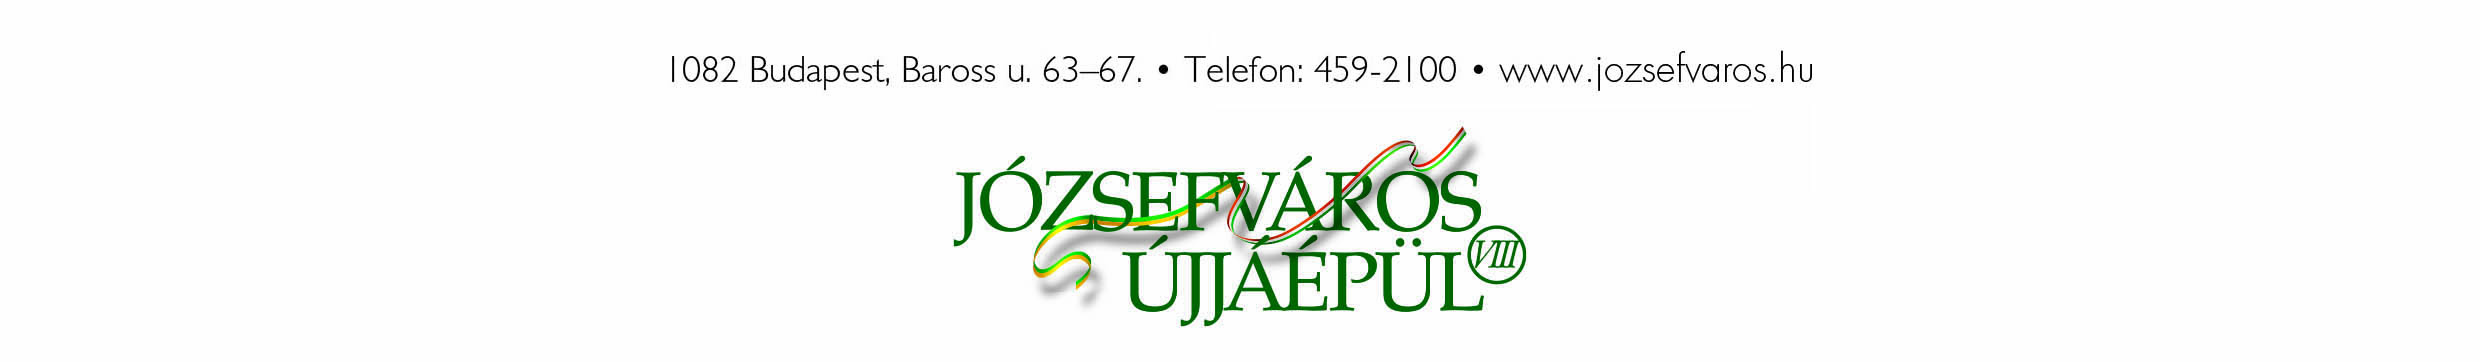 1082 Budapest, Baross u. 63–67. • Telefon: 459-2100 • www.jozsefvaros.hu
JÓZSEFVÁROS
ÚJJÁÉPÜL VIII